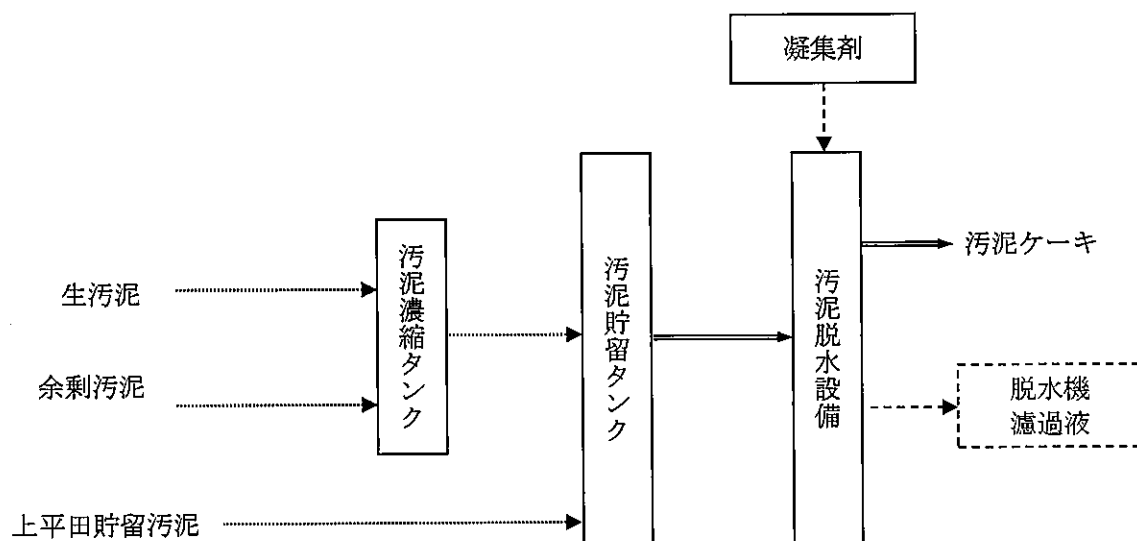 凝集剤
生汚泥
余剰汚泥
上平田貯留汚泥
汚泥濃縮タンク
汚泥貯留タンク
汚泥脱水設備
汚泥ケーキ
脱水機
濾過液